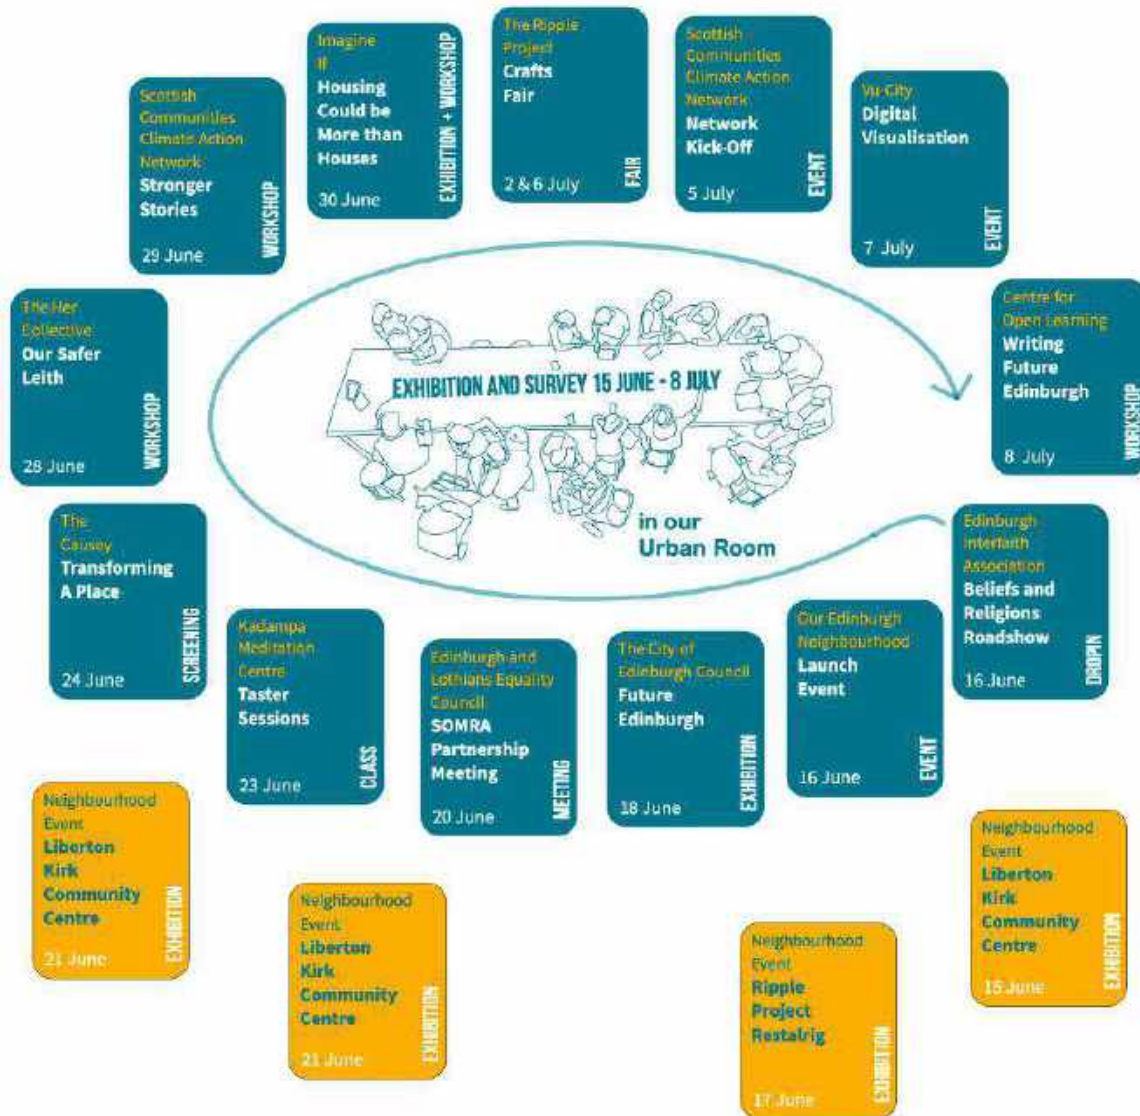 Imagine
If
Housing
Could be
More than
Houses
30 June
EXHIBITION + WORKSHOP
The Ripple
Project
Crafts
Fair
2 & 6 July
FAIR
Scottish
Communities
Climate Action
Network
Network
Kick-Off
5 July
EVENT
Scottish
Communities
Climate Action
Network
Stronger
Stories
29 June
WORKSHOP
Vu-City
Digital
Visualisation
7 July
EVENT
The Her
Collective
Our Safer
Leith
28 June
WORKSHOP
EXHIBITION AND SURVEY 15 JUNE - 8 JULY
in our
Urban Room
Centre for
Open Learning
Writing
Future
Edinburgh
8 July
WORKSHOP
The
Causey
Transforming
A Place
24 June
SCREENING
Kadampa
Meditation
Centre
Taster
Sessions
23 June
CLASS
Edinburgh and
Lothians Equality
Council
SOMRA
Partnership
Meeting
20 June
MEETING
The City of
Edinburgh Council
Future
Edinburgh
18 June
EXHIBITION
Our Edinburgh
Neighbourhood
Launch
Event
16 June
EVENT
Edinburgh
Interfaith
Association
Beliefs and
Religions
Roadshow
16 June
DROPIN
Neighbourhood
Event
Liberton
Kirk
Community
Centre
21 June
EXHIBITION
Neighbourhood
Event
Liberton
Kirk
Community
Centre
21 June
EXHIBITION
Neighbourhood
Event
Ripple
Project
Restalrig
17 June
EXHIBITION
Neighbourhood
Event
Liberton
Kirk
Community
Centre
15 June
EXHIBITION